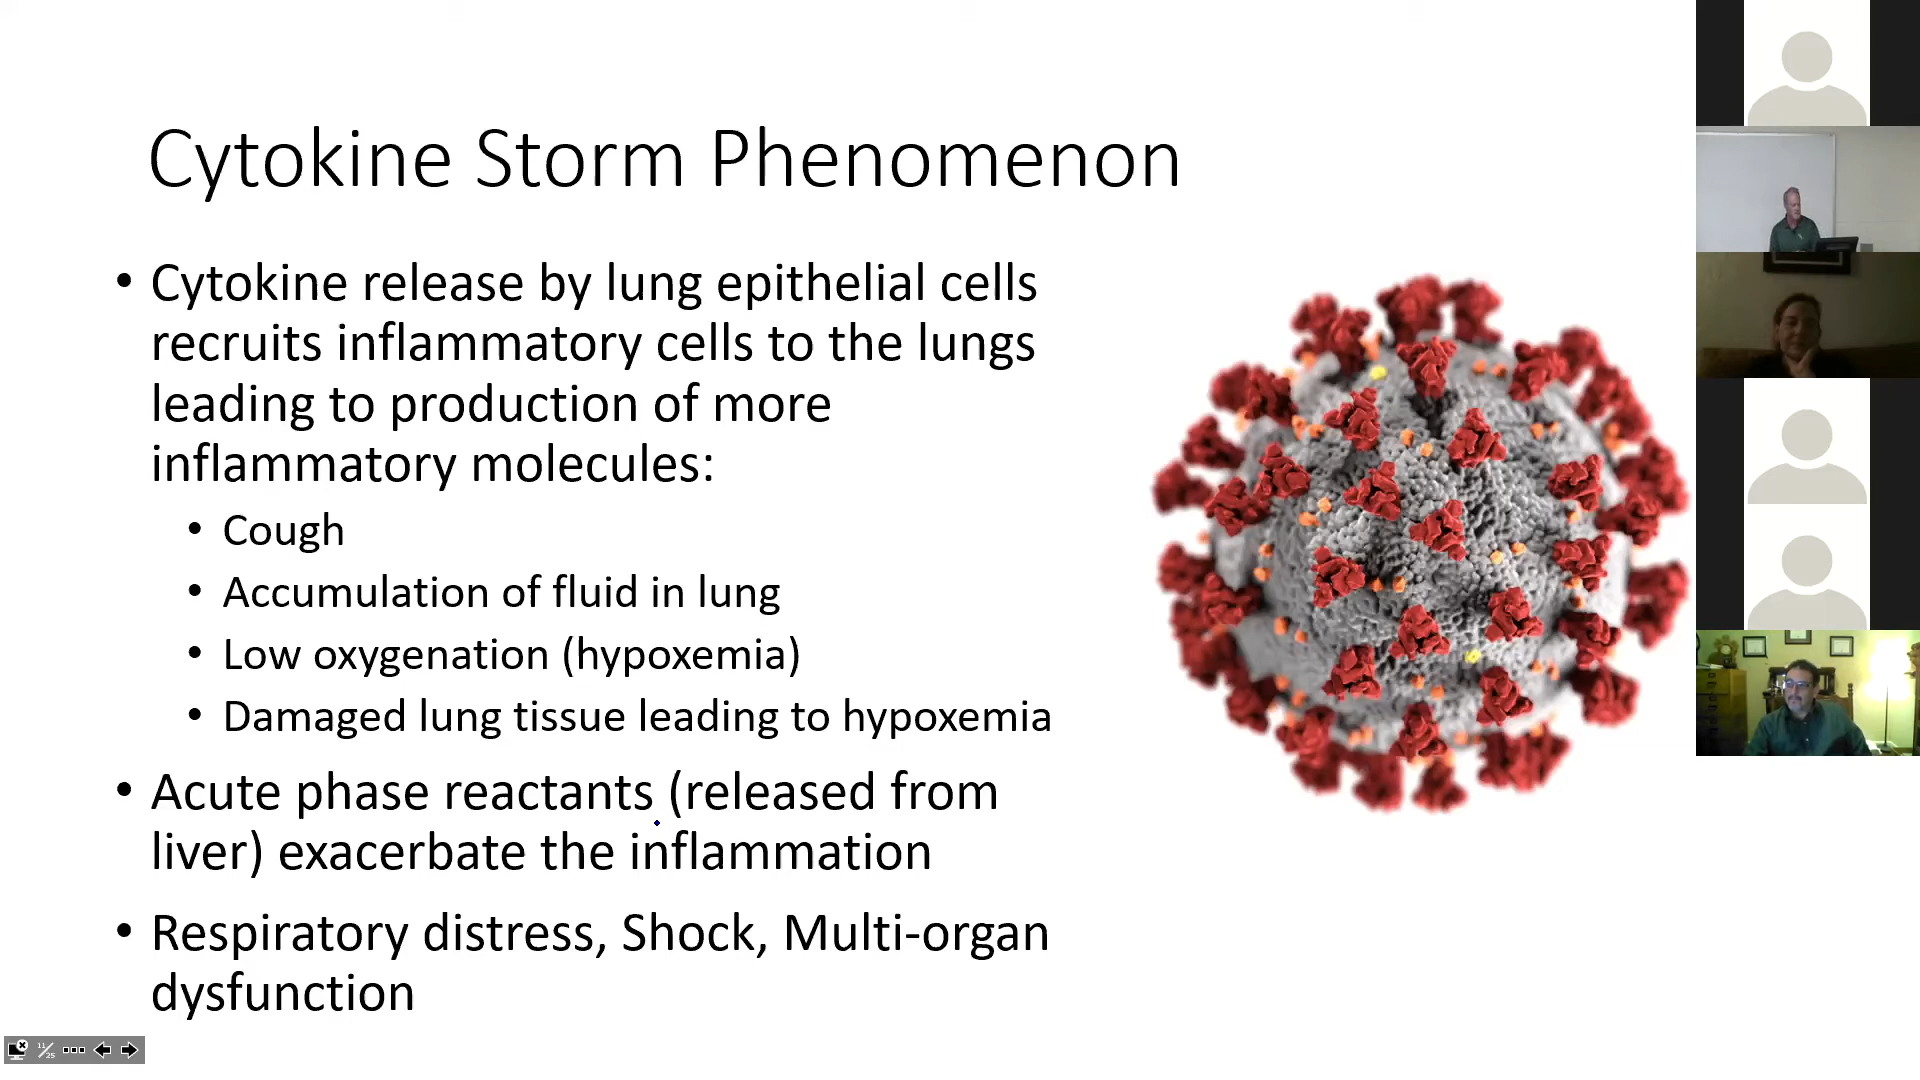 Cytokine Storm Phenomenon
• Cytokine release by lung epithelial cells
recruits inflammatory cells to the lungs
leading to production of more
inflammatory molecules:
• Cough
• Accumulation of fluid in lung
• Low oxygenation (hypoxemia)
• Damaged lung tissue leading to hypoxemia
• Acute phase reactants (released from
liver) exacerbate the inflammation
• Respiratory distress, Shock, Multi-organ
dysfunction
11/25